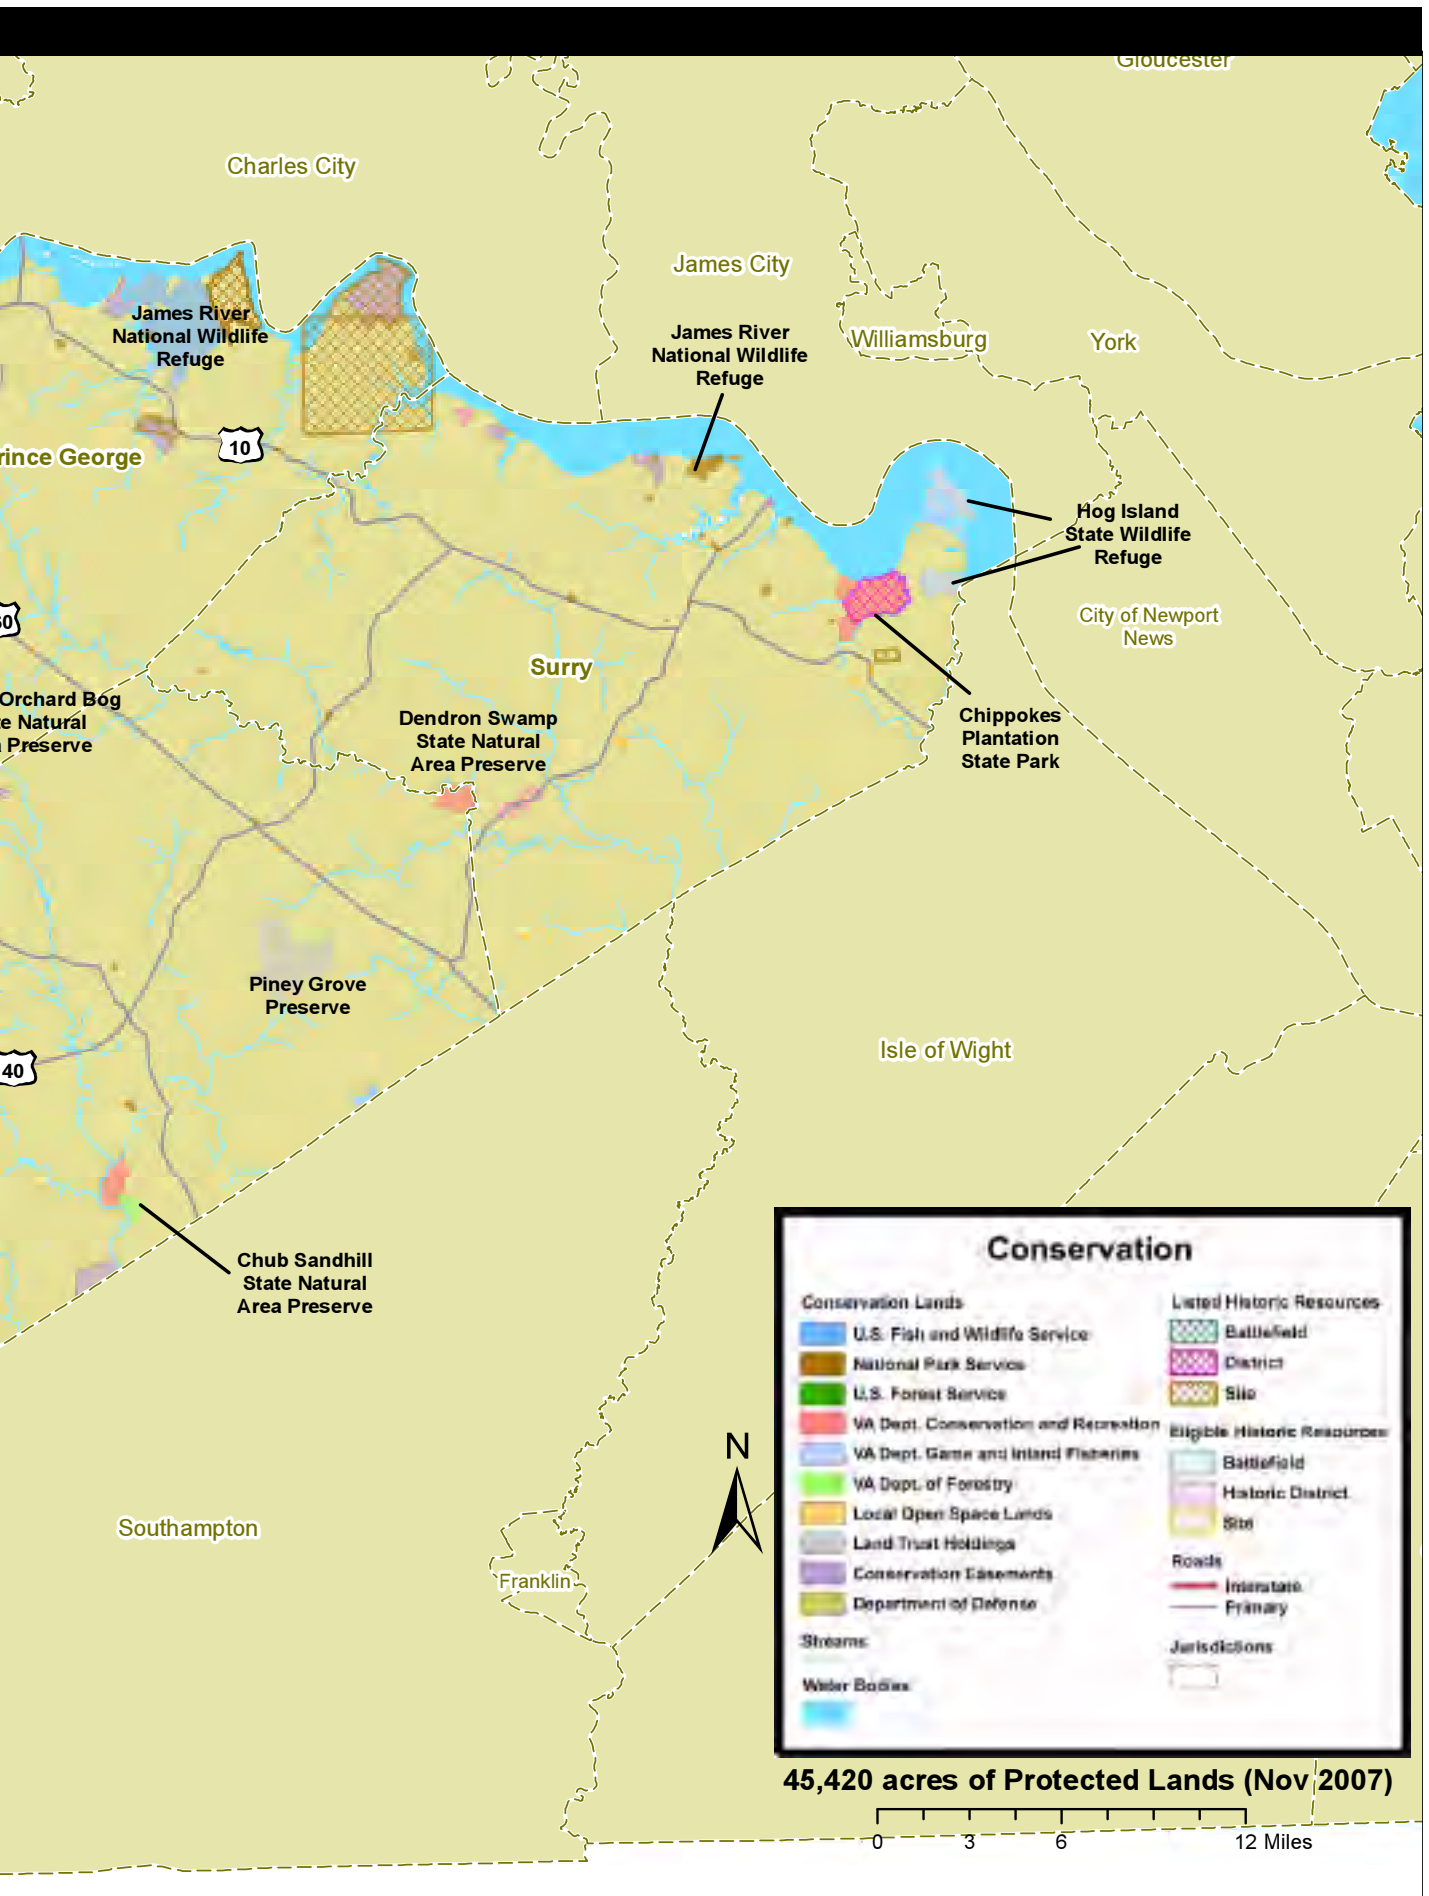 Gloucester
Charles City
James City
James River
National Wildlife
Refuge
James River
National Wildlife
Refuge
Williamsburg
York
10
rince George
Hog Island
State Wildlife
Refuge
City of Newport
News
60
Surry
Orchard Bog
te Natural
a Preserve
Dendron Swamp
State Natural
Area Preserve
Chippokes
Plantation
State Park
Piney Grove
Preserve
Isle of Wight
40
Chub Sandhill
State Natural
Area Preserve
Southampton
Franklin
N
Conservation
Conservation Lands
U.S. Fish and Wildlife Service
National Park Service
U.S. Forest Service
VA Dept. Conservation and Recreation
VA Dept. Game and Inland Fisheries
VA Dept. of Forestry
Local Open Space Lands
Land Trust Holdings
Conservation Easements
Department of Defense
Streams
Water Bodies
Listed Historic Resources
Battlefield
District
Site
Eligible Historic Resources
Battlefield
Historic District
Site
Roads
Interstate
Primary
Jurisdictions
45,420 acres of Protected Lands (Nov 2007)
0 3 6 12 Miles